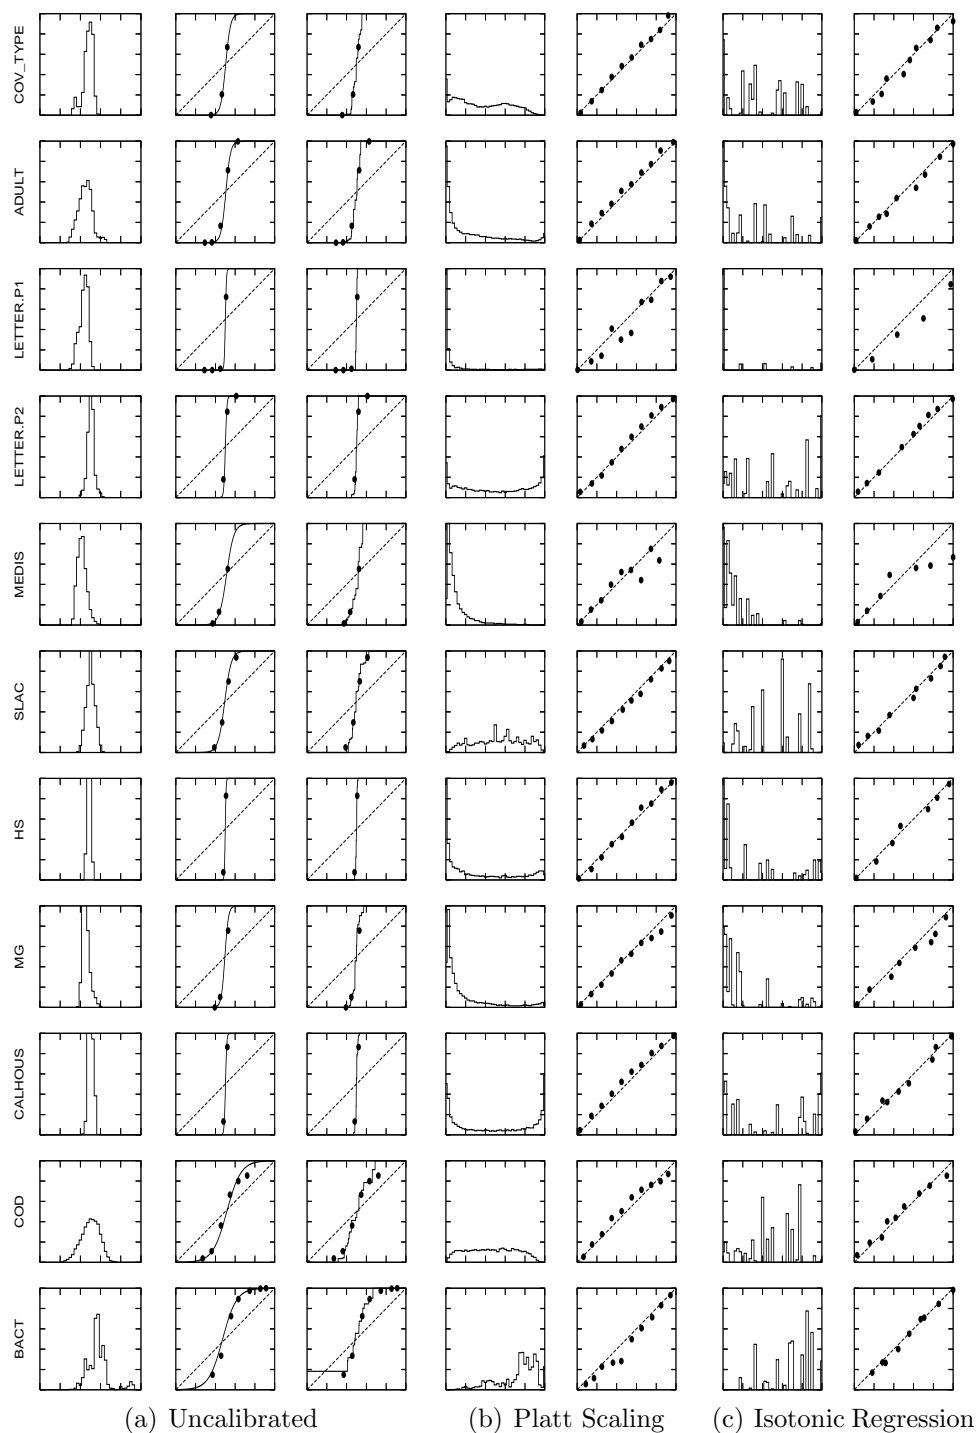 COV_TYPE
ADULT
LETTER.P1
LETTER.P2
MEDIS
SLAC
HS
MG
CALHOUS
COD
BACT
(a) Uncalibrated (b) Platt Scaling (c) Isotonic Regression